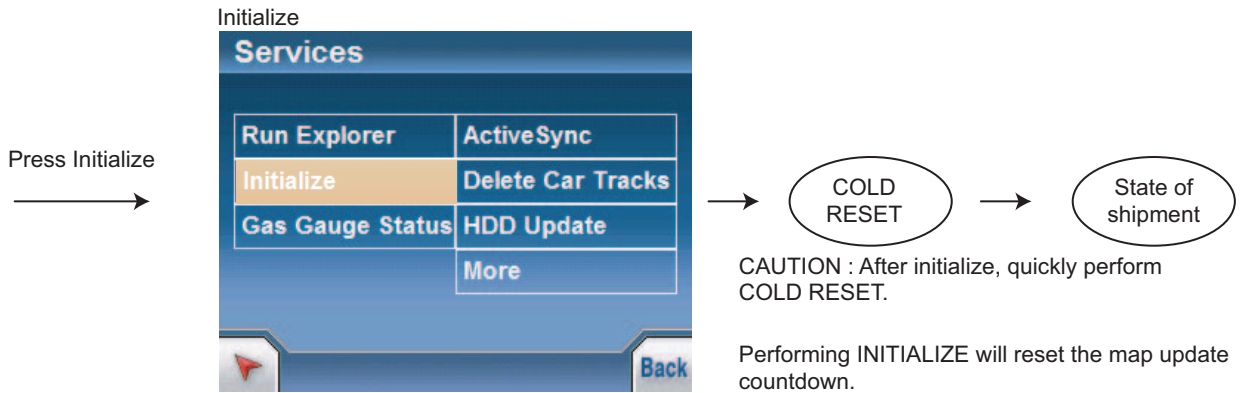 Initialize
Services
Press Initialize
Run Explorer
ActiveSync
Initialize
Delete Car Tracks
Gas Gauge Status
HDD Update
More
Back
COLD
RESET
State of
shipment
CAUTION : After initialize, quickly perform
COLD RESET.
Performing INITIALIZE will reset the map update
countdown.